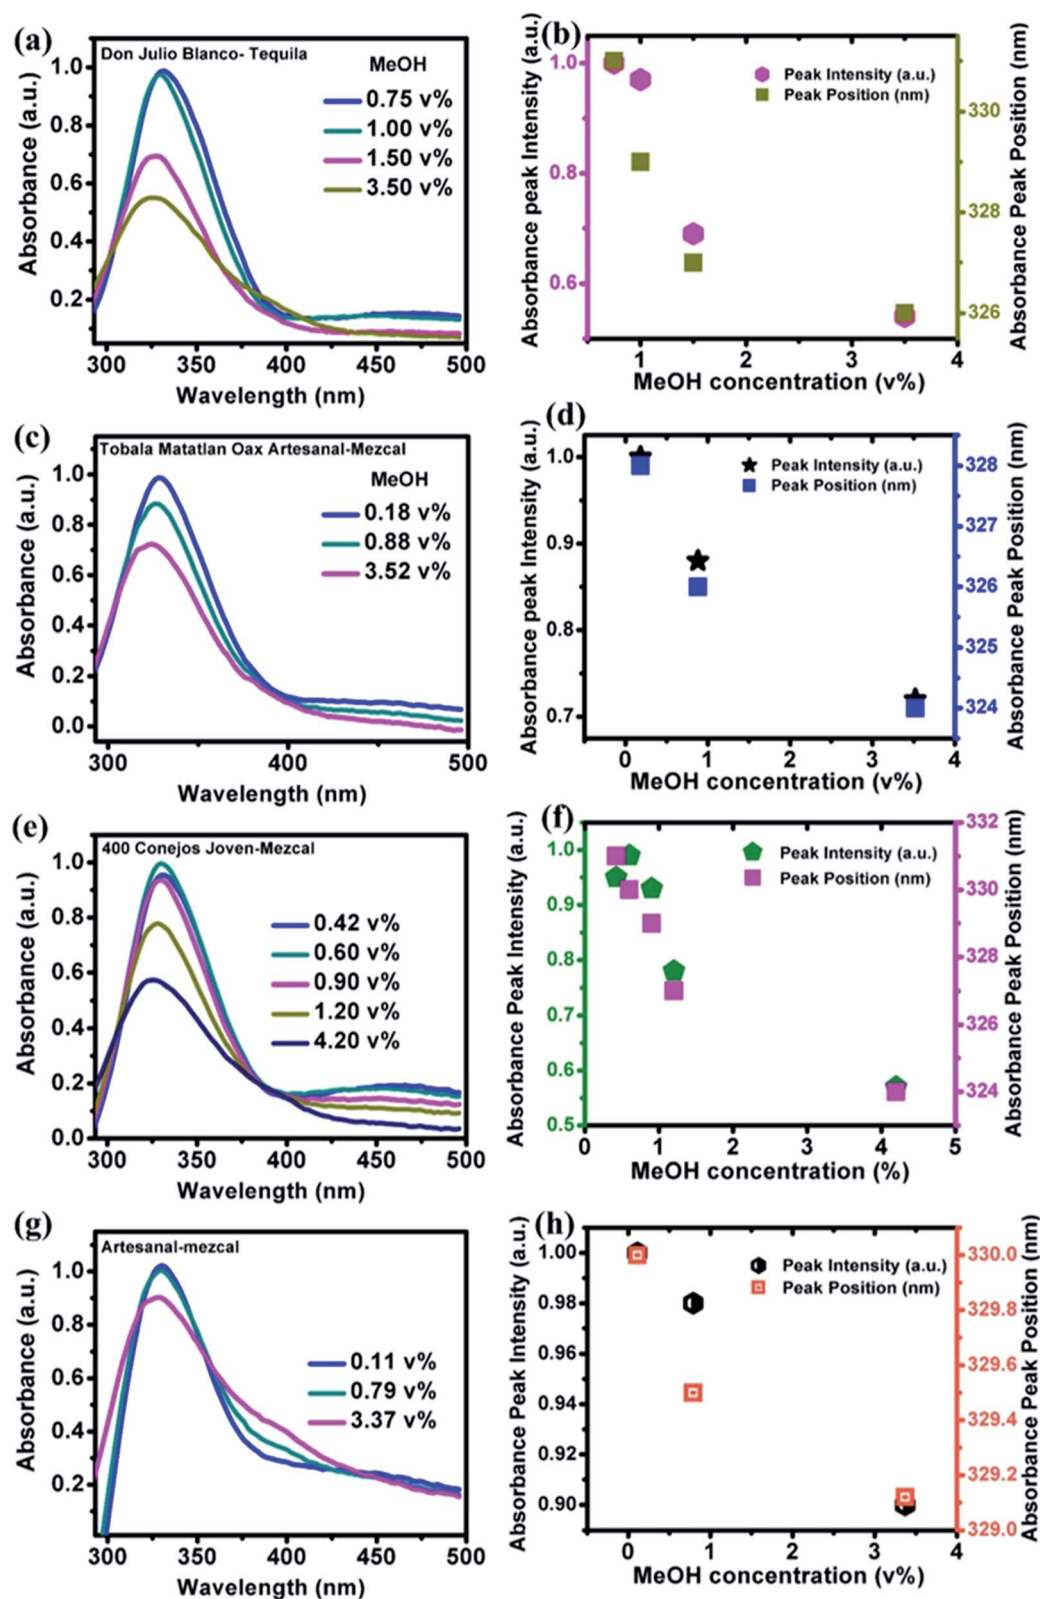 (a)
Don Julio Blanco- Tequila
MeOH
0.75 v%
1.00 v%
1.50 v%
3.50 v%
1.0
0.8
0.6
0.4
0.2
300 350 400 450 500
Absorbance (a.u.)
Wavelength (nm)
(b)
Peak Intensity (a.u.)
Peak Position (nm)
1.0
0.8
0.6
330
328
326
1 2 3 4
Absorbance peak Intensity (a.u.)
Absorbance Peak Position (nm)
MeOH concentration (v%)
(c)
Tobala Matatlan Oax Artesanal-Mezcal
MeOH
0.18 v%
0.88 v%
3.52 v%
1.0
0.8
0.6
0.4
0.2
0.0
300 400 500
Absorbance (a.u.)
Wavelength (nm)
(d)
Peak Intensity (a.u.)
Peak Position (nm)
1.0
0.9
0.8
0.7
328
327
326
325
324
0 1 2 3 4
Absorbance peak Intensity (a.u.)
Absorbance Peak Position (nm)
MeOH concentration (v%)
(e)
400 Conejos Joven-Mezcal
0.42 v%
0.60 v%
0.90 v%
1.20 v%
4.20 v%
1.0
0.8
0.6
0.4
0.2
0.0
300 350 400 450 500
Absorbance (a.u.)
Wavelength (nm)
(f)
Peak Intensity (a.u.)
Peak Position (nm)
1.0
0.9
0.8
0.7
0.6
0.5
332
330
328
326
324
0 1 2 3 4 5
Absorbance Peak Intensity (a.u.)
Absorbance Peak Position (nm)
MeOH concentration (%)
(g)
Artesanal-mezcal
0.11 v%
0.79 v%
3.37 v%
1.0
0.8
0.6
0.4
0.2
300 350 400 450 500
Absorbance (a.u.)
Wavelength (nm)
(h)
Peak Intensity (a.u.)
Peak Position (nm)
1.00
0.98
0.96
0.94
0.92
0.90
330.0
329.8
329.6
329.4
329.2
329.0
0 1 2 3 4
Absorbance Peak Intensity (a.u.)
Absorbance Peak Position (nm)
MeOH concentration (v%)